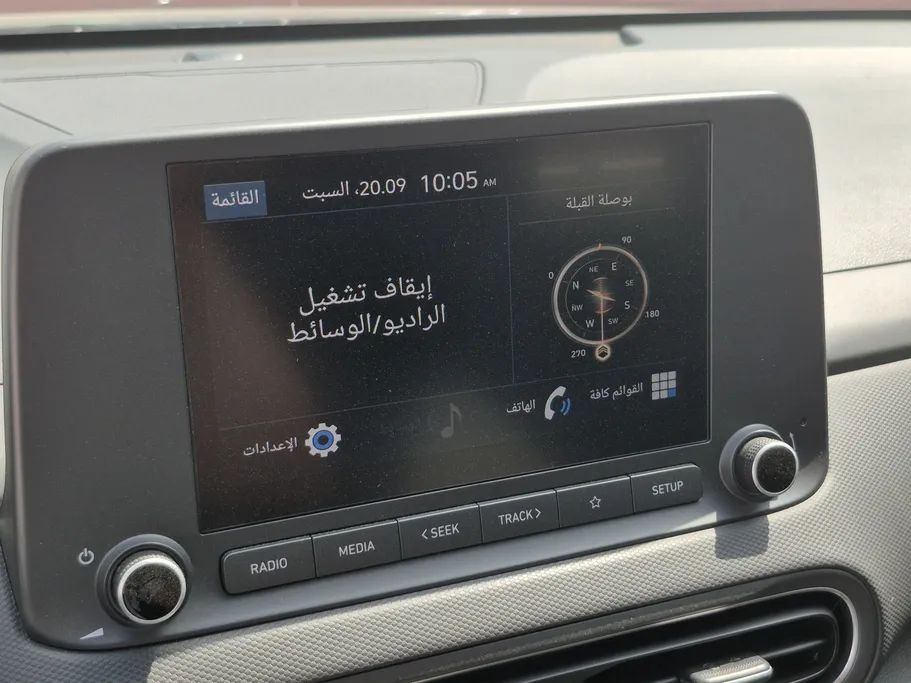 القائمة
السبت ،20.09
10:05 AM
بوصلة القبلة
إيقاف تشغيل
الراديو/الوسائط
0
90
180
270
N
NE
E
SE
S
SW
W
NW
القوائم كافة
الهاتف
الإعدادات
RADIO
MEDIA
<SEEK
TRACK>
SETUP